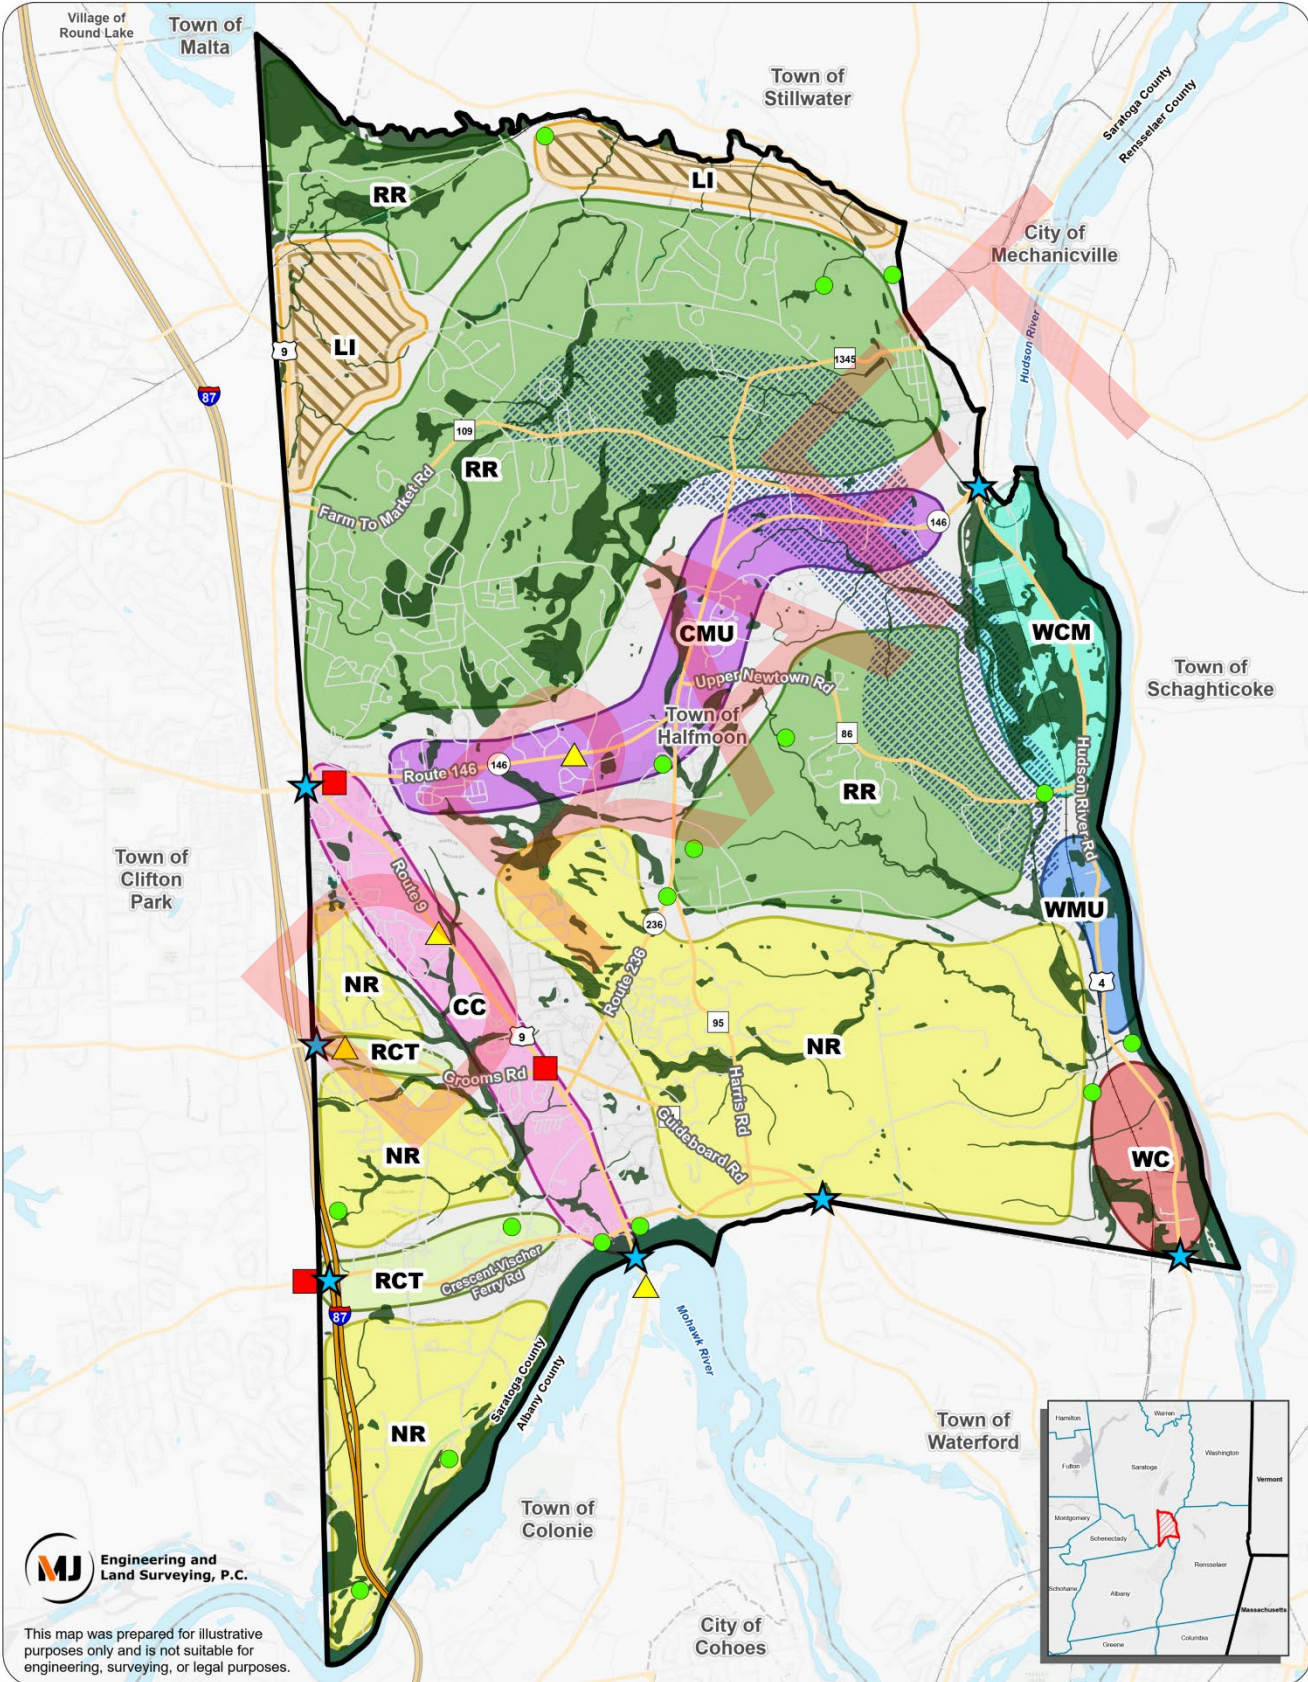 Village of
Round Lake
Town of
Malta
Town of
Stillwater
Saratoga County
Rensselaer County
RR
LI
City of
Mechanicville
Hudson River
9
LI
1345
87
109
RR
Farm To Market Rd
146
CMU
WCM
Upper Newtown Rd
Town of
Schaghticoke
Town of
Halfmoon
86
Route 146
146
RR
Hudson River Rd
Town of
Clifton
Park
Route 9
WMU
236
NR
Route 236
4
CC
95
9
NR
RCT
Grooms Rd
Harris Rd
Guideboard Rd
NR
WC
RCT
Crescent-Vischer
Ferry Rd
87
Mohawk River
Saratoga County
Albany County
NR
Town of
Waterford
Town of
Colonie
City of
Cohoes
DRAFT
MJ
Engineering and
Land Surveying, P.C.
This map was prepared for illustrative
purposes only and is not suitable for
engineering, surveying, or legal purposes.
Hamilton
Warren
Washington
Fulton
Saratoga
Vermont
Montgomery
Schenectady
Rensselaer
Schoharie
Albany
Massachusetts
Greene
Columbia